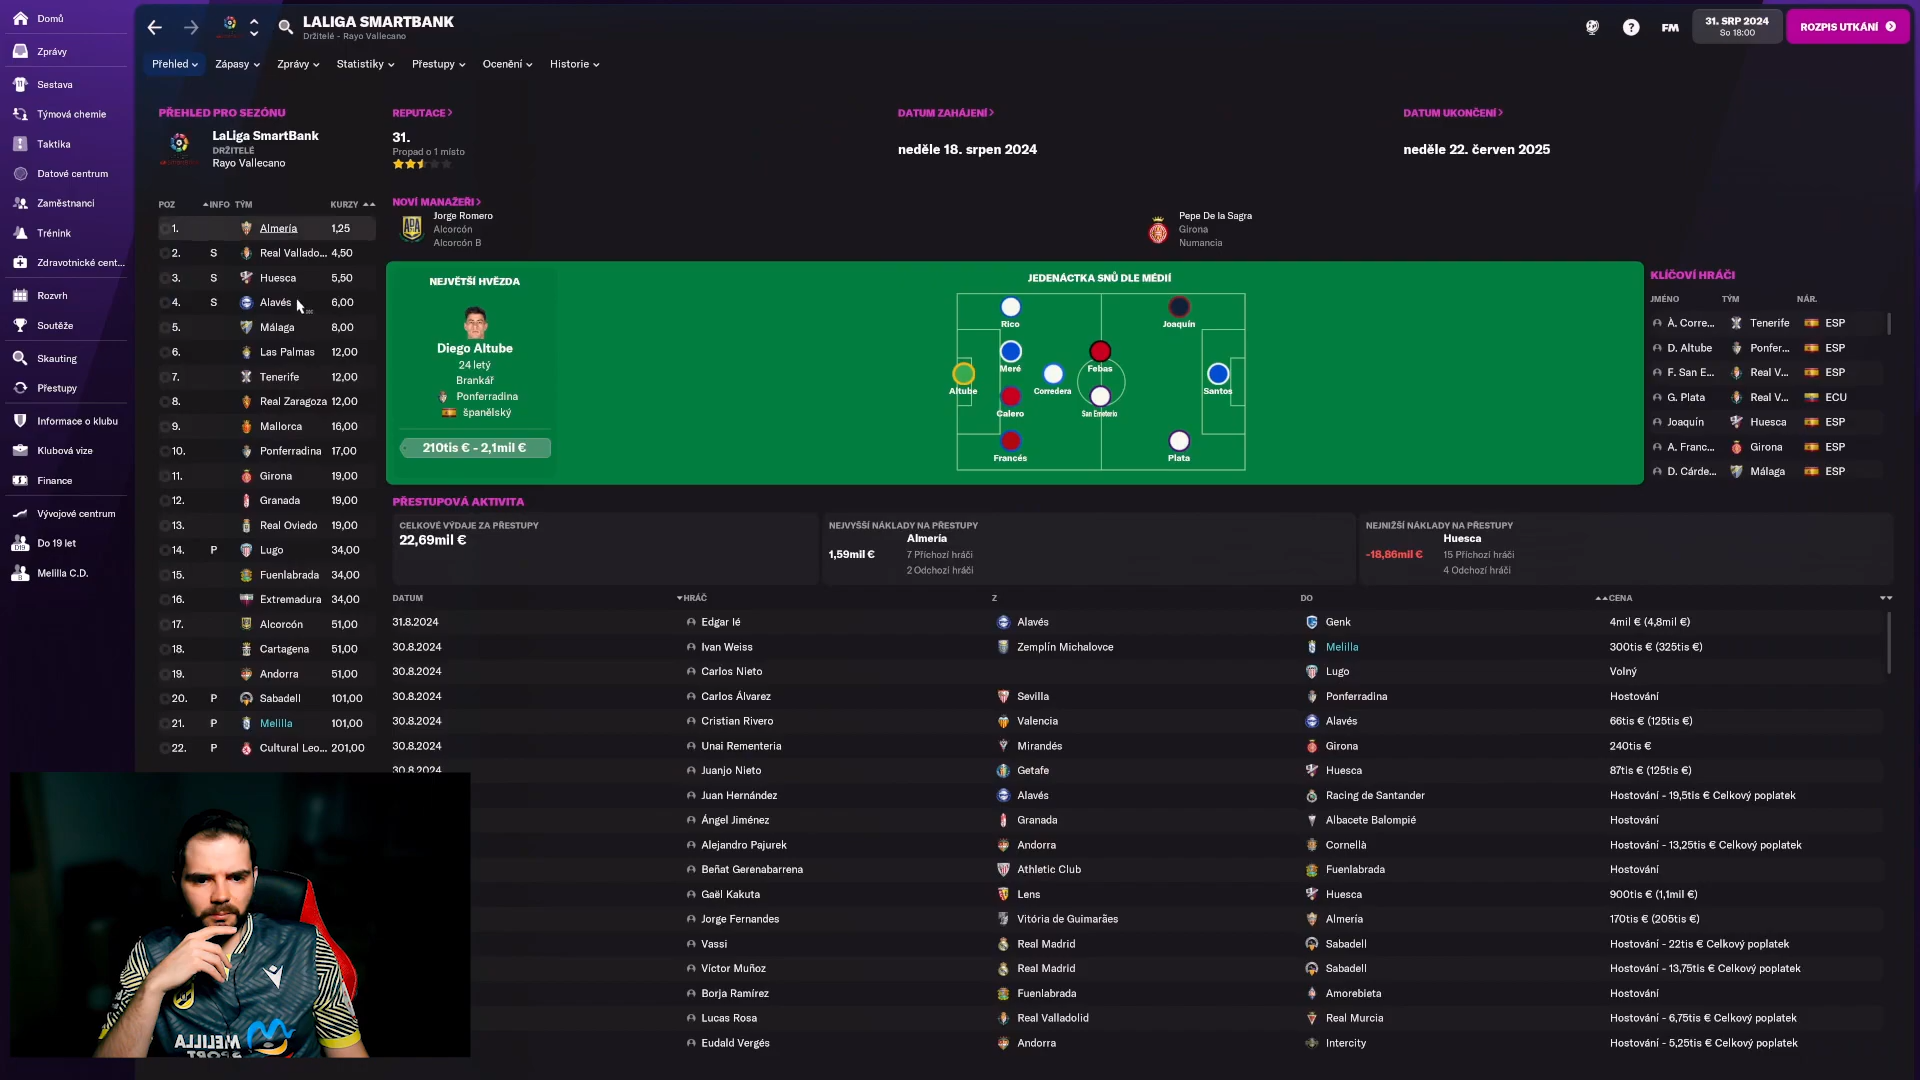 Domů
Zprávy
Sestava
Týmová chemie
Taktika
Datové centrum
Zaměstnanci
Trénink
Zdravotnické cent...
Rozvrh
Soutěže
Skauting
Přestupy
Informace o klubu
Klubová vize
Finance
Vývojové centrum
Do 19 let
Melilla C.D.
LALIGA SMARTBANK
Držitelé - Rayo Vallecano
FM
31. SRP 2024
So 18:00
ROZPIS UTKÁNÍ
Přehled Zápasy Zprávy Statistiky Přestupy Ocenění Historie
PŘEHLED PRO SEZÓNU
LaLiga SmartBank
DRŽITELÉ
Rayo Vallecano
REPUTACE
31.
Propad o 1 místo
DATUM ZAHÁJENÍ
neděle 18. srpen 2024
DATUM UKONČENÍ
neděle 22. červen 2025
POZ INFO TÝM KURZY
1. Almería 1,25
2. S Real Vallado... 4,50
3. S Huesca 5,50
4. S Alavés 6,00
5. Málaga 8,00
6. Las Palmas 12,00
7. Tenerife 12,00
8. Real Zaragoza 12,00
9. Mallorca 16,00
10. Ponferradina 17,00
11. Girona 19,00
12. Granada 19,00
13. Real Oviedo 19,00
14. P Lugo 34,00
15. Fuenlabrada 34,00
16. Extremadura 34,00
17. Alcorcón 51,00
18. Cartagena 51,00
19. Andorra 51,00
20. P Sabadell 101,00
21. P Melilla 101,00
22. P Cultural Leo... 201,00
NOVÍ MANAŽEŘI
Jorge Romero
Alcorcón
Alcorcón B
Pepe De la Sagra
Girona
Numancia
NEJVĚTŠÍ HVĚZDA
Diego Altube
24 letý
Brankář
Ponferradina
španělský
210tis € - 2,1mil €
JEDENÁCTKA SNŮ DLE MÉDIÍ
Rico
Joaquín
Meré
Febas
Altube
Corredera
Santos
Calero
San Emeterio
Francés
Plata
KLÍČOVÍ HRÁČI
JMÉNO TÝM NÁR.
À. Corre... Tenerife ESP
D. Altube Ponfer... ESP
F. San E... Real V... ESP
G. Plata Real V... ECU
Joaquín Huesca ESP
A. Franc... Girona ESP
D. Cárde... Málaga ESP
PŘESTUPOVÁ AKTIVITA
CELKOVÉ VÝDAJE ZA PŘESTUPY
22,69mil €
NEJVYŠŠÍ NÁKLADY NA PŘESTUPY
Almería
1,59mil € 7 Příchozí hráči
2 Odchozí hráči
NEJNIŽŠÍ NÁKLADY NA PŘESTUPY
Huesca
-18,86mil € 15 Příchozí hráči
4 Odchozí hráči
DATUM HRÁČ Z DO CENA
31.8.2024 Edgar Ié Alavés Genk 4mil € (4,8mil €)
30.8.2024 Ivan Weiss Zemplín Michalovce Melilla 300tis € (325tis €)
30.8.2024 Carlos Nieto Lugo Volný
30.8.2024 Carlos Álvarez Sevilla Ponferradina Hostování
30.8.2024 Cristian Rivero Valencia Alavés 66tis € (125tis €)
30.8.2024 Unai Rementeria Mirandés Girona 240tis €
30.8.2024 Juanjo Nieto Getafe Huesca 87tis € (125tis €)
Juan Hernández Alavés Racing de Santander Hostování - 19,5tis € Celkový poplatek
Ángel Jiménez Granada Albacete Balompié Hostování
Alejandro Pajurek Andorra Cornellà Hostování - 13,25tis € Celkový poplatek
Beñat Gerenabarrena Athletic Club Fuenlabrada Hostování
Gaël Kakuta Lens Huesca 900tis € (1,1mil €)
Jorge Fernandes Vitória de Guimarães Almería 170tis € (205tis €)
Vassi Real Madrid Sabadell Hostování - 22tis € Celkový poplatek
Víctor Muñoz Real Madrid Sabadell Hostování - 13,75tis € Celkový poplatek
Borja Ramírez Fuenlabrada Amorebieta Hostování
Lucas Rosa Real Valladolid Real Murcia Hostování - 6,75tis € Celkový poplatek
Eudald Vergés Andorra Intercity Hostování - 5,25tis € Celkový poplatek
MELILLA
SPORT